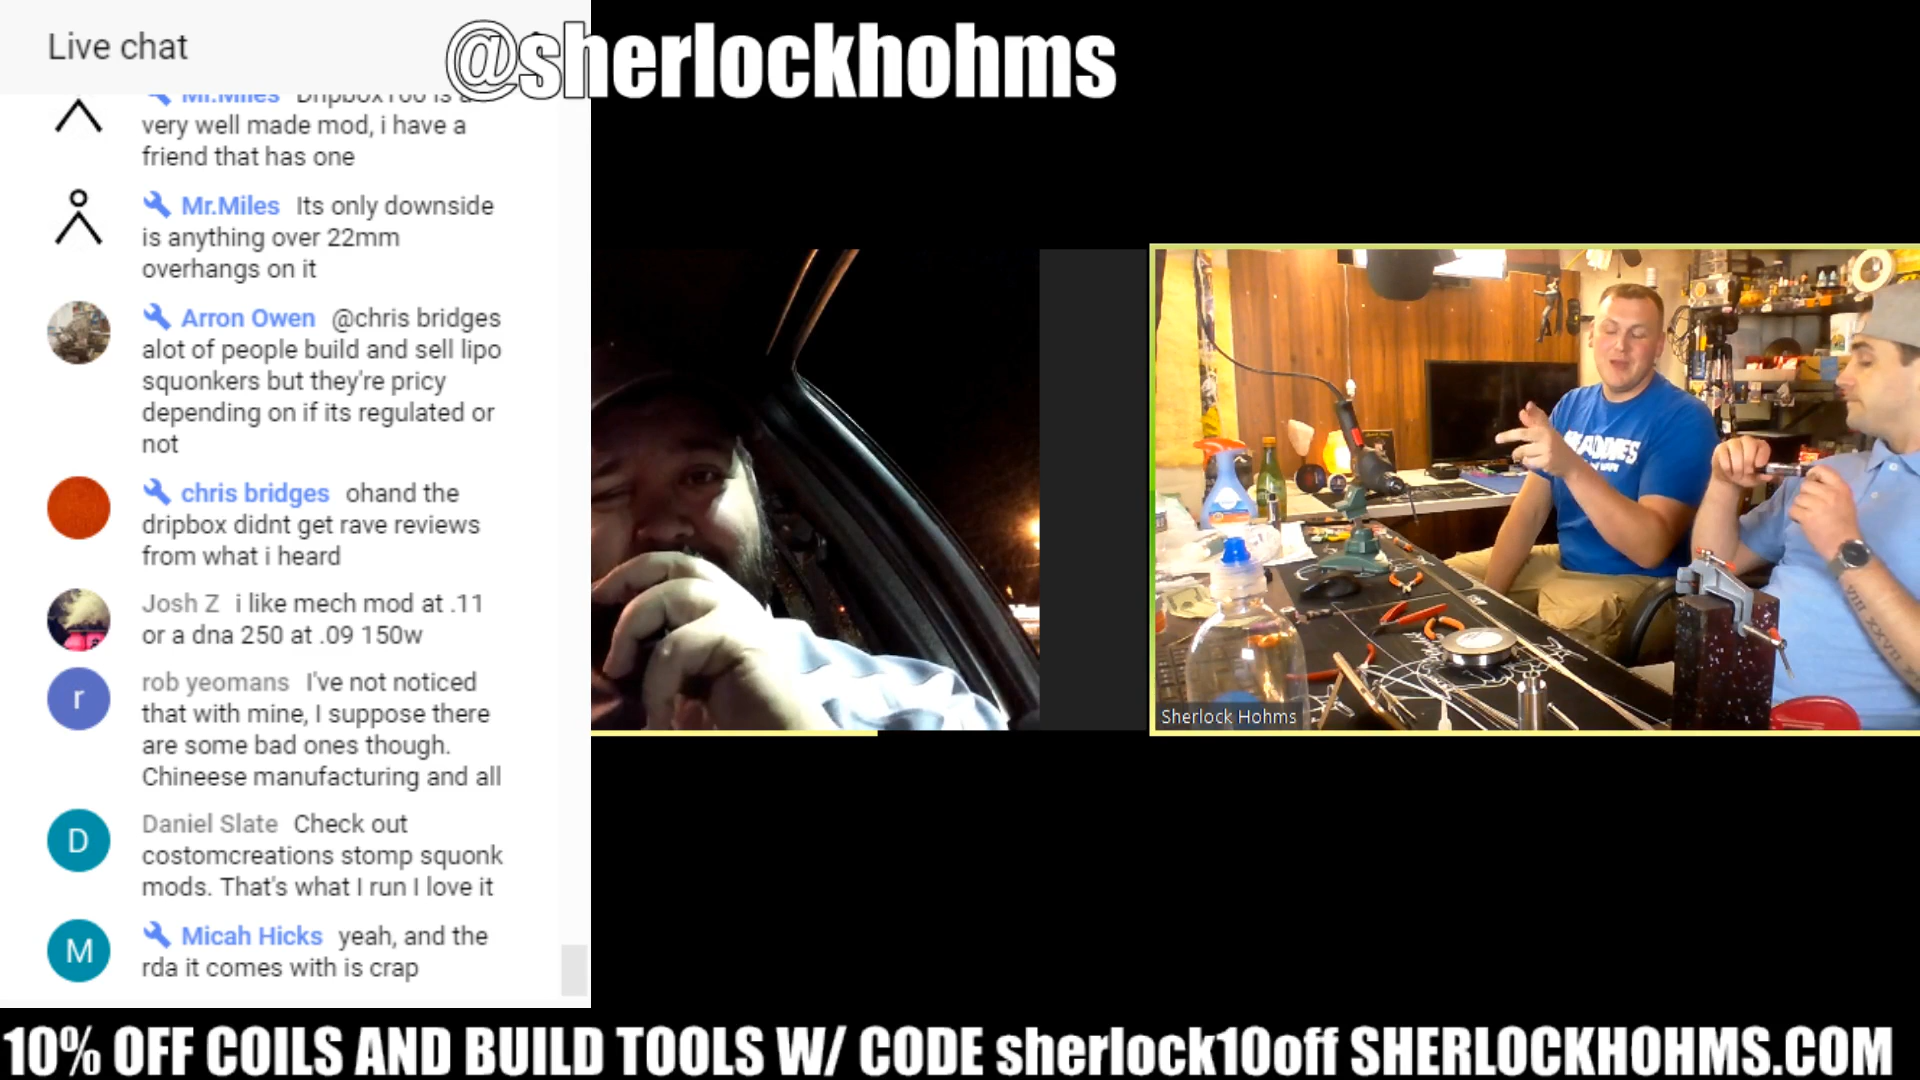 Live chat
@sherlockhohms
Mr.Miles Dripbox160 is a
very well made mod, i have a
friend that has one
Mr.Miles Its only downside
is anything over 22mm
overhangs on it
Arron Owen @chris bridges
alot of people build and sell lipo
squonkers but they're pricy
depending on if its regulated or
not
chris bridges ohand the
dripbox didnt get rave reviews
from what i heard
Josh Z i like mech mod at .11
or a dna 250 at .09 150w
rob yeomans I've not noticed
that with mine, I suppose there
are some bad ones though.
Chineese manufacturing and all
D
Daniel Slate Check out
costomcreations stomp squonk
mods. That's what I run I love it
M
Micah Hicks yeah, and the
rda it comes with is crap
r
Sherlock Hohms
10% OFF COILS AND BUILD TOOLS W/ CODE sherlock10off SHERLOCKHOHMS.COM